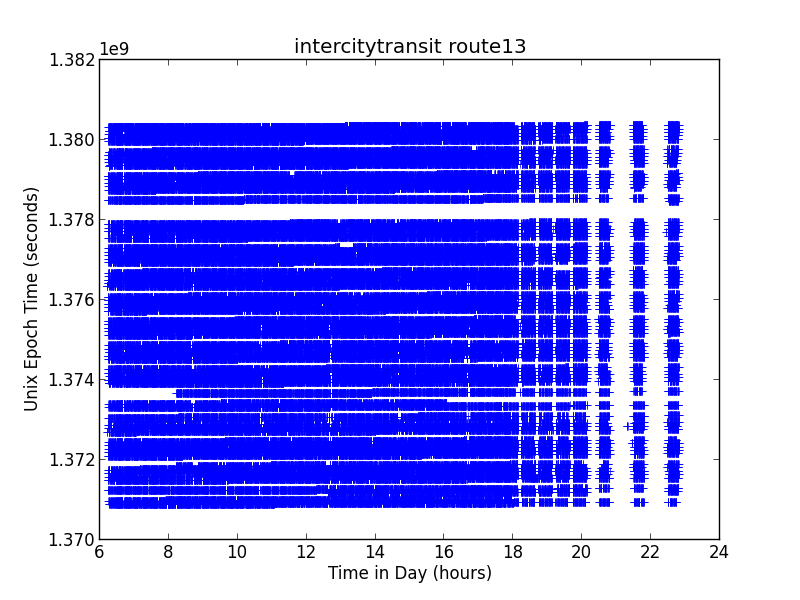 intercitytransit route13
1e9
1.382
1.380
1.378
1.376
1.374
1.372
1.370
Unix Epoch Time (seconds)
6 8 10 12 14 16 18 20 22 24
Time in Day (hours)